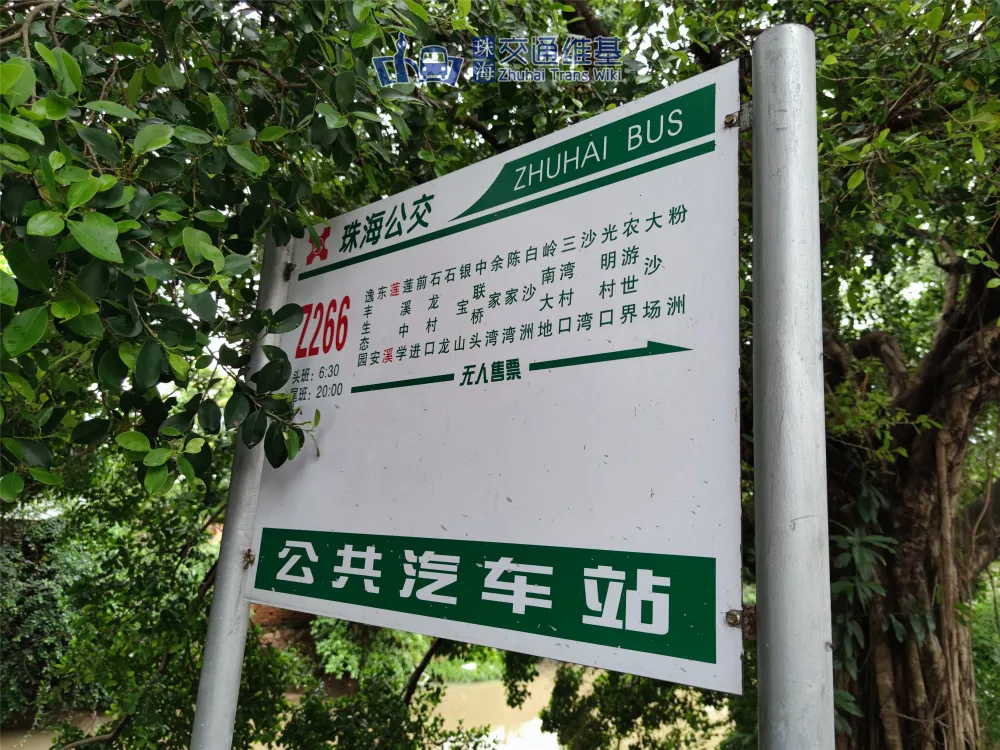 珠海交通维基
Zhuhai Trans Wiki
珠海公交
ZHUHAI BUS
Z266
头班：6:30
尾班：20:00
逸丰生态园
东安
莲溪
莲溪中学
前进
石龙村口
石龙
银宝山
中联桥头
余家湾
陈家湾
白沙洲
岭南大地
三湾村口
沙湾
光明村口
农游世界
大沙场
粉洲
无人售票
公共汽车站